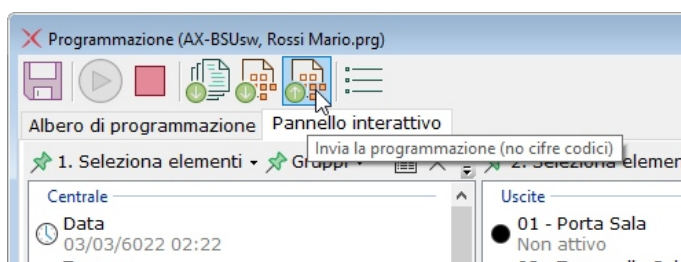 Programmazione (AX-BSUsw, Rossi Mario.prg)
Albero di programmazione Pannello interattivo
Invia la programmazione (no cifre codici)
1. Seleziona elementi
Centrale
Uscite
Data
01 - Porta Sala
03/03/6022 02:22
Non attivo